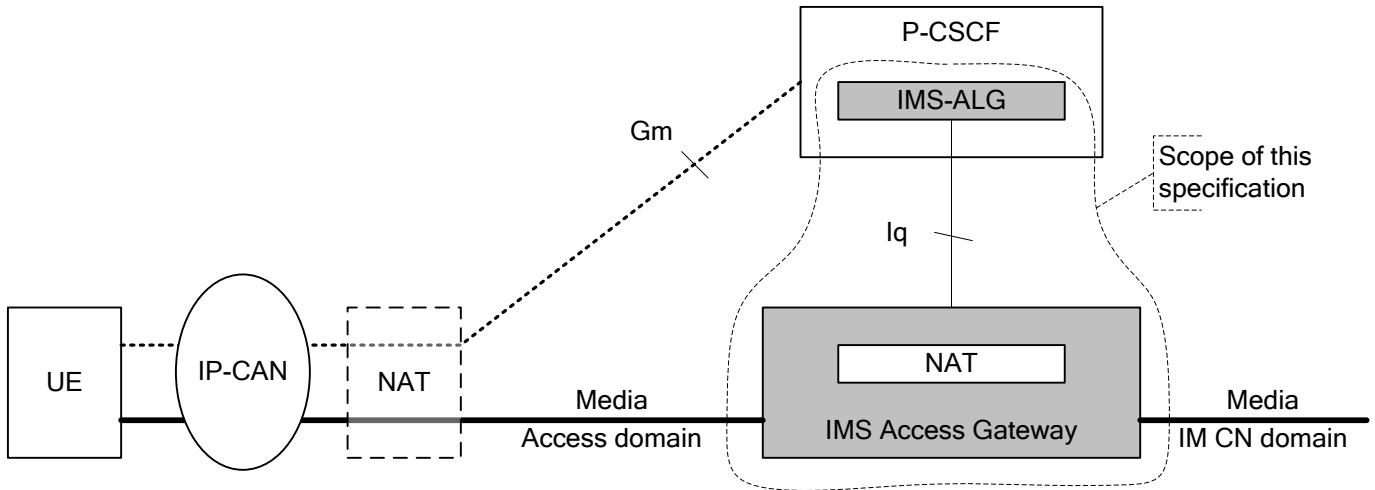 P-CSCF
IMS-ALG
Gm
Scope of this
specification
Iq
UE
IP-CAN
NAT
NAT
Media
Access domain
IMS Access Gateway
Media
IM CN domain